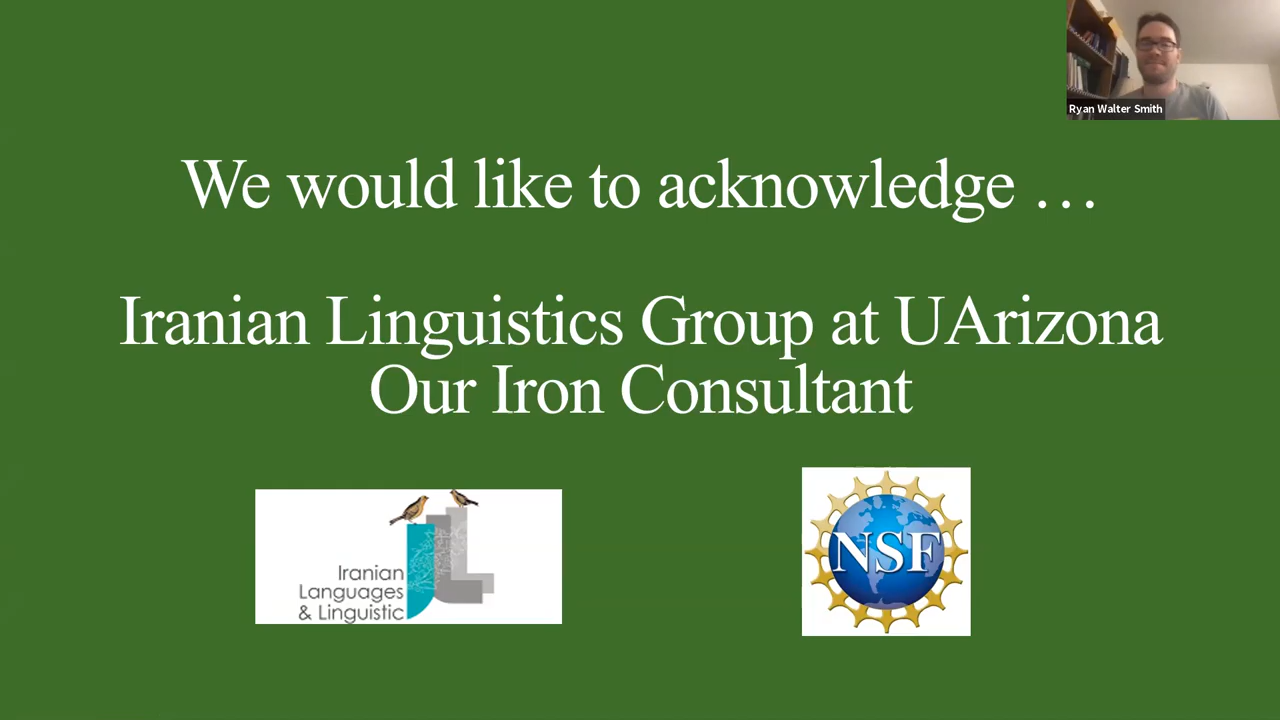 Ryan Walter Smith
We would like to acknowledge …
Iranian Linguistics Group at UArizona
Our Iron Consultant
Iranian
Languages
& Linguistic
NSF